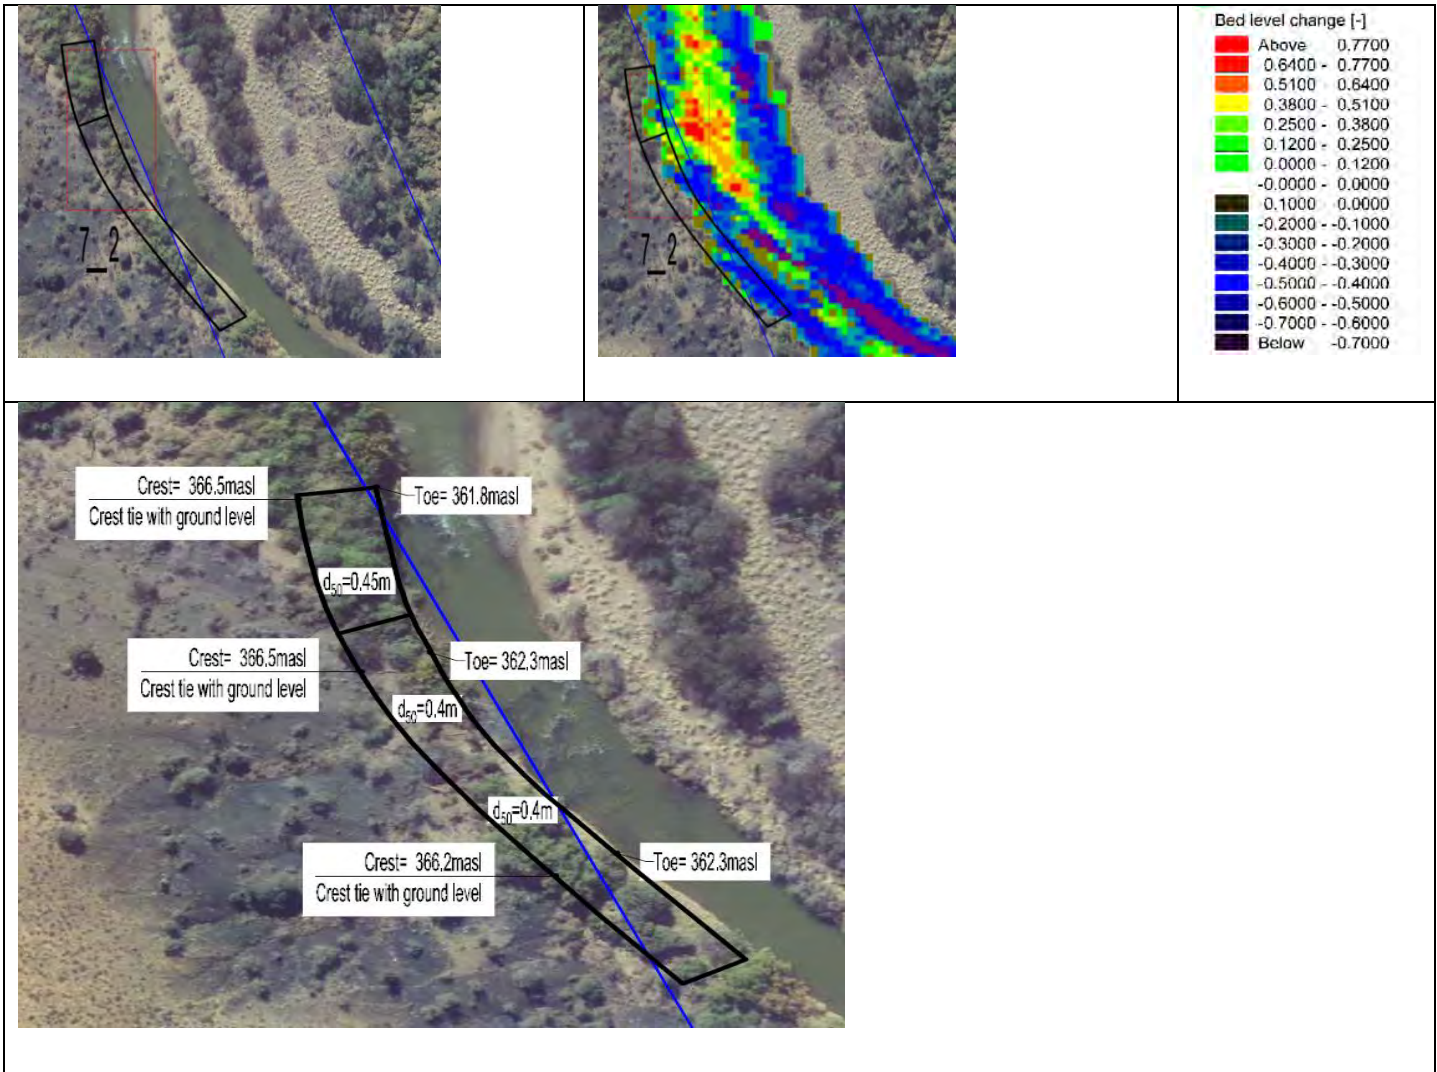 7_2
7_2
Bed level change [-]
Above 0.7700
0.6400 - 0.7700
0.5100 - 0.6400
0.3800 - 0.5100
0.2500 - 0.3800
0.1200 - 0.2500
0.0000 - 0.1200
-0.0000 - 0.0000
0.1000 - 0.0000
-0.2000 - -0.1000
-0.3000 - -0.2000
-0.4000 - -0.3000
-0.5000 - -0.4000
-0.6000 - -0.5000
-0.7000 - -0.6000
Below -0.7000
Crest= 366.5masl
Crest tie with ground level
Toe= 361.8masl
d50=0.45m
Crest= 366.5masl
Crest tie with ground level
Toe= 362.3masl
d50=0.4m
d50=0.4m
Crest= 366.2masl
Crest tie with ground level
Toe= 362.3masl